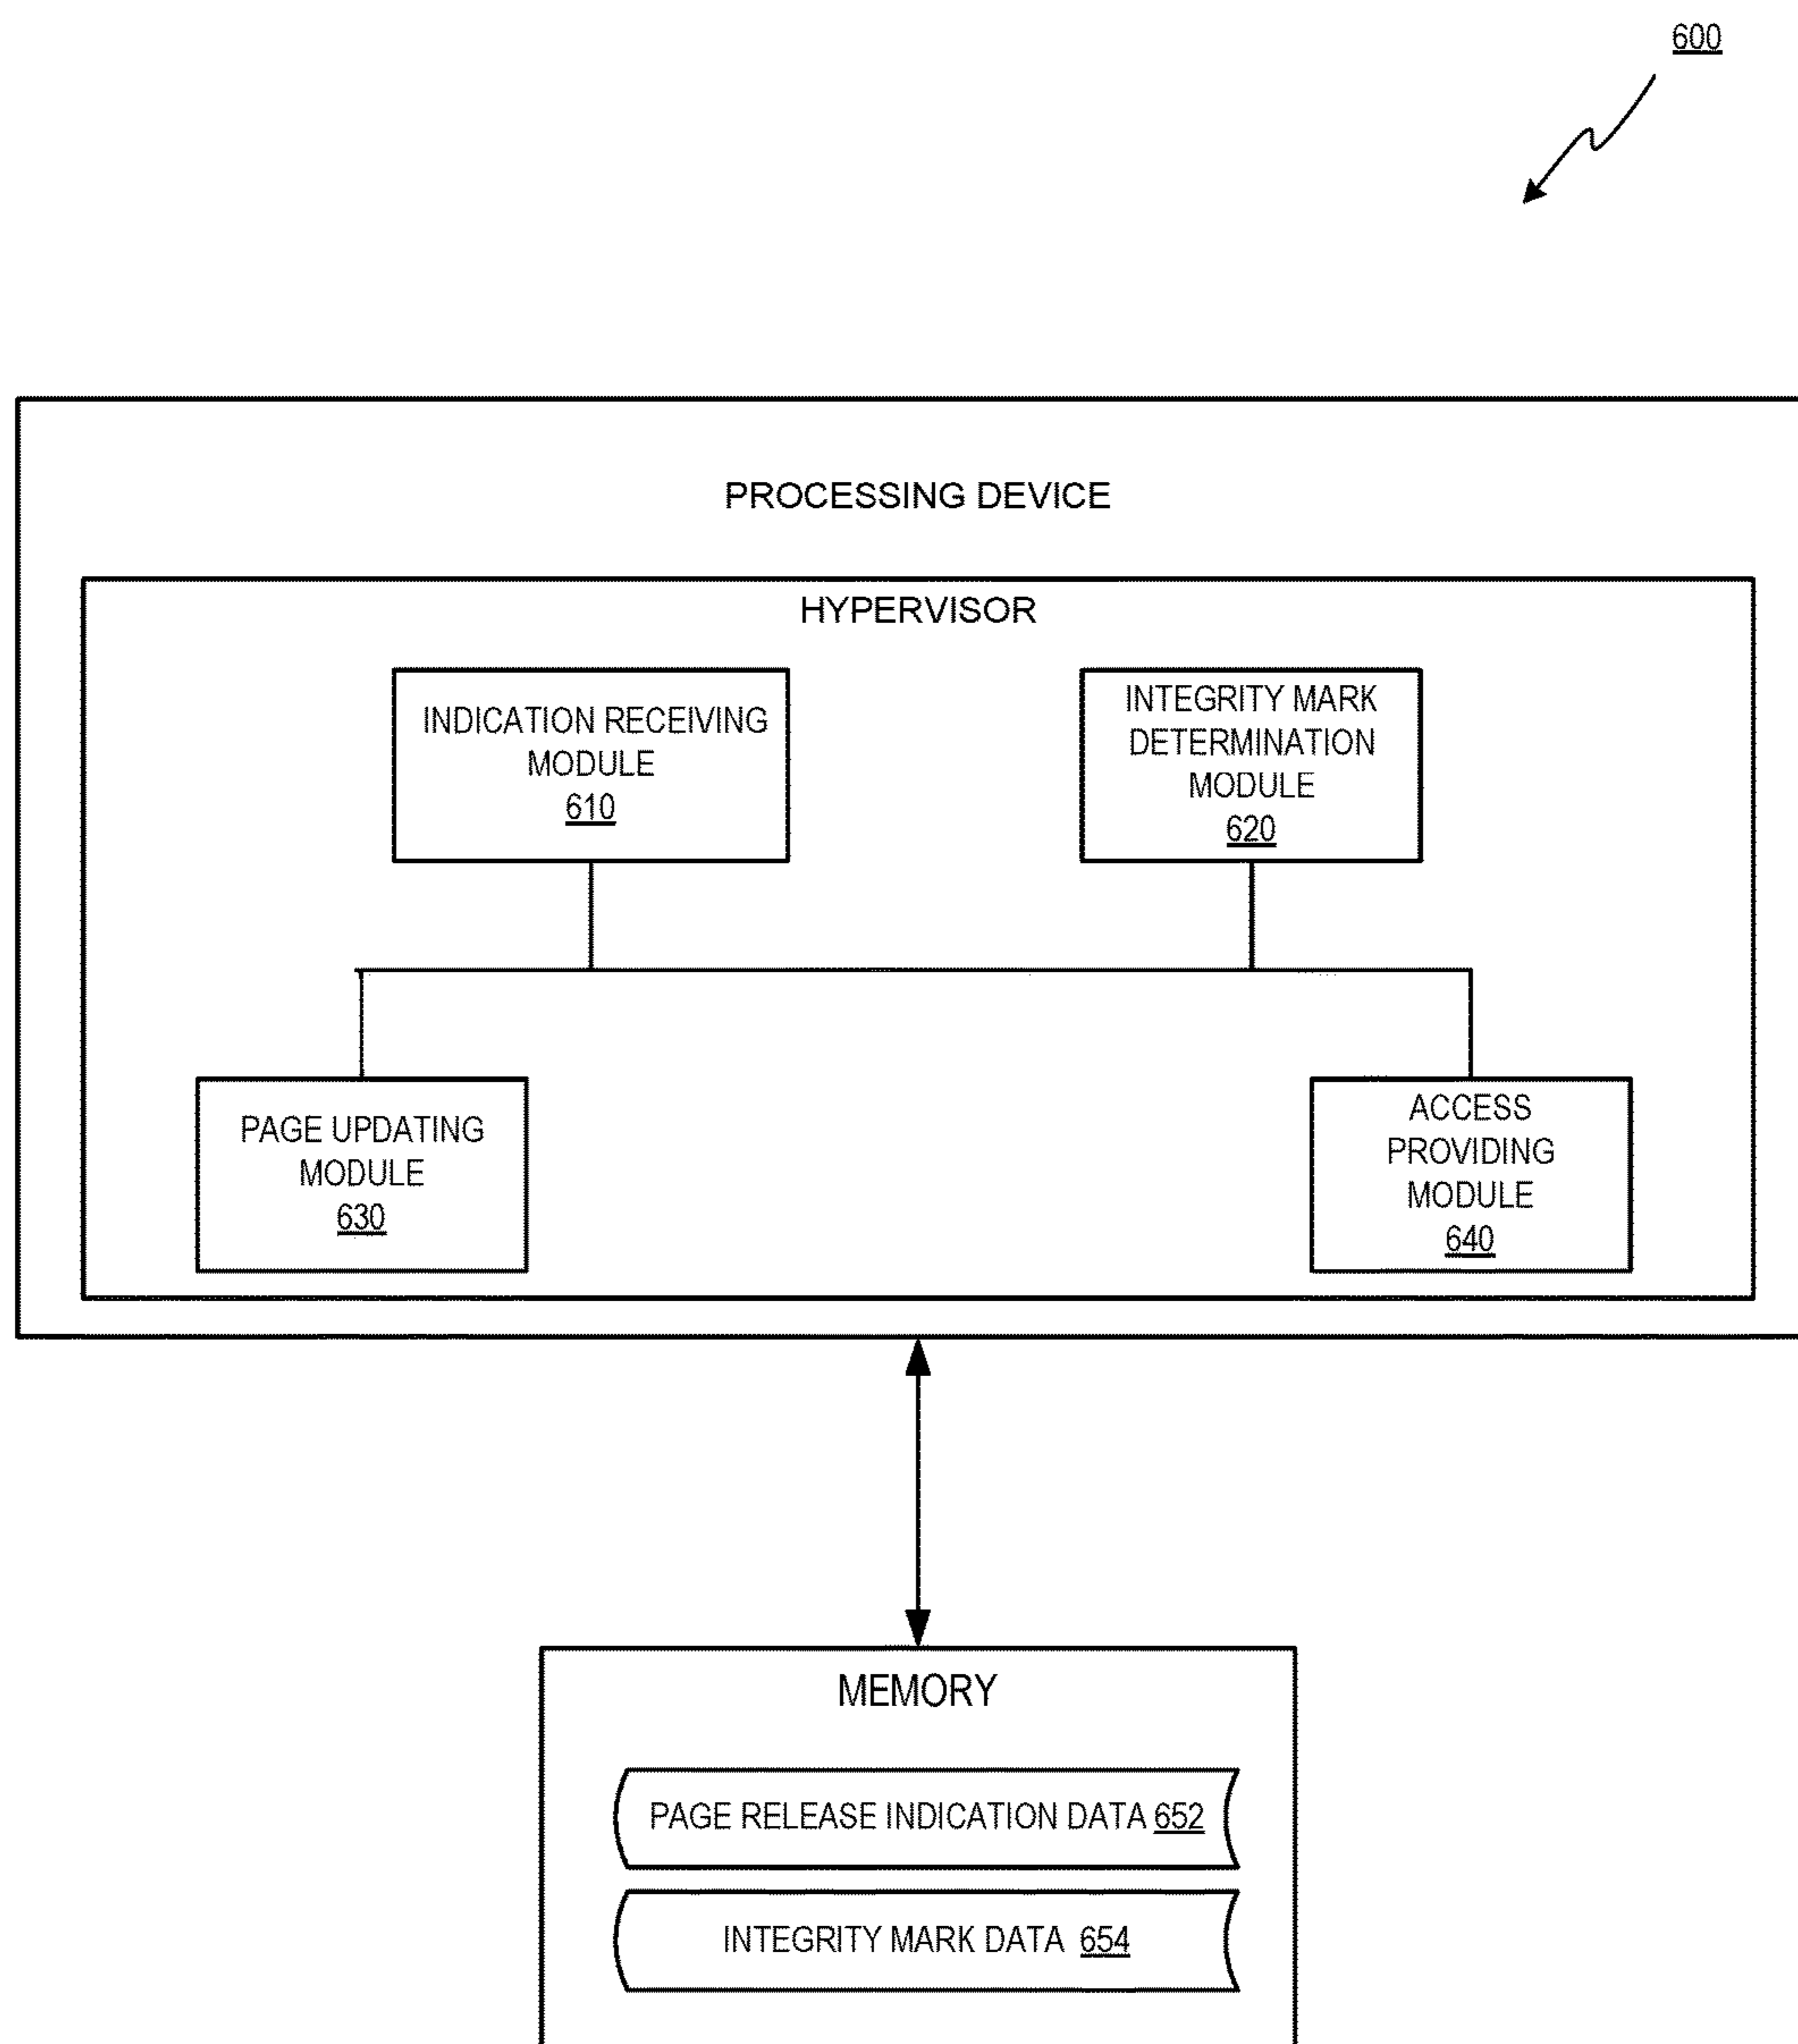 600
PROCESSING DEVICE
HYPERVISOR
INDICATION RECEIVING
MODULE
610
INTEGRITY MARK
DETERMINATION
MODULE
620
PAGE UPDATING
MODULE
630
ACCESS
PROVIDING
MODULE
640
MEMORY
PAGE RELEASE INDICATION DATA 652
INTEGRITY MARK DATA 654